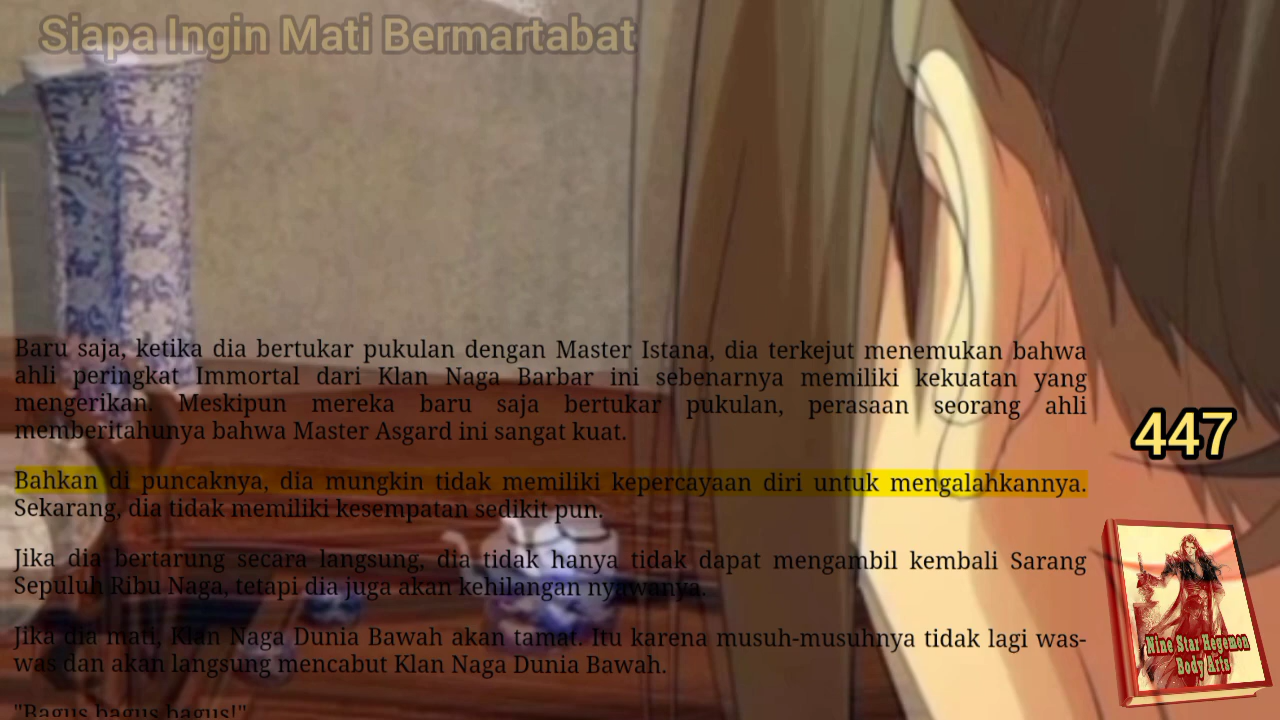 Siapa Ingin Mati Bermartabat
Baru saja, ketika dia bertukar pukulan dengan Master Istana, dia terkejut menemukan bahwa
ahli peringkat Immortal dari Klan Naga Barbar ini sebenarnya memiliki kekuatan yang
mengerikan. Meskipun mereka baru saja bertukar pukulan, perasaan seorang ahli
memberitahunya bahwa Master Asgard ini sangat kuat.
Bahkan di puncaknya, dia mungkin tidak memiliki kepercayaan diri untuk mengalahkannya.
Sekarang, dia tidak memiliki kesempatan sedikit pun.
Jika dia bertarung secara langsung, dia tidak hanya tidak dapat mengambil kembali Sarang
Sepuluh Ribu Naga, tetapi dia juga akan kehilangan nyawanya.
Jika dia mati, Klan Naga Dunia Bawah akan tamat. Itu karena musuh-musuhnya tidak lagi was-
was dan akan langsung mencabut Klan Naga Dunia Bawah.
"Bagus bagus bagus!"
447
Nine Star Hegemon
Body Arts